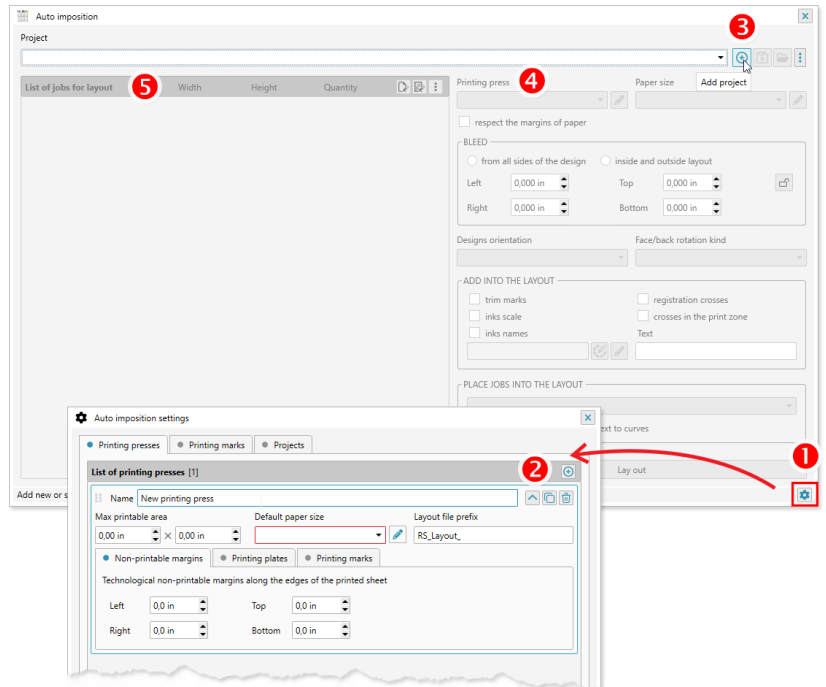 Auto imposition
3
Project
Add project
List of jobs for layout 5 Width Height Quantity
Printing press 4 Paper size
respect the margins of paper
BLEED
from all sides of the design inside and outside layout
Left 0,000 in Top 0,000 in
Right 0,000 in Bottom 0,000 in
Designs orientation Face/back rotation kind
ADD INTO THE LAYOUT
trim marks registration crosses
inks scale crosses in the print zone
inks names Text
PLACE JOBS INTO THE LAYOUT
ext to curves
1
Lay out
Add new or s
Auto imposition settings
Printing presses Printing marks Projects
List of printing presses [1] 2
Name New printing press
Max printable area Default paper size Layout file prefix
0,00 in × 0,00 in RS_Layout_
Non-printable margins Printing plates Printing marks
Technological non-printable margins along the edges of the printed sheet
Left 0,0 in Top 0,0 in
Right 0,0 in Bottom 0,0 in